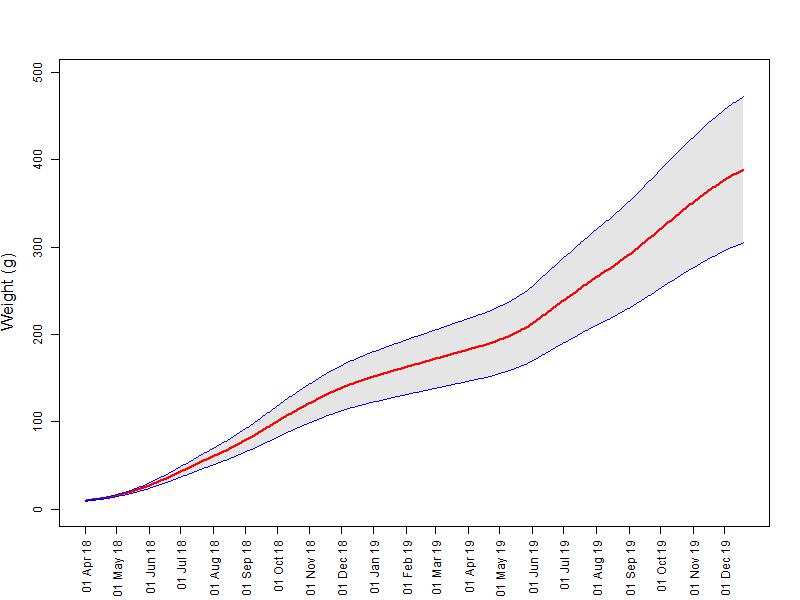 Weight (g)
500
400
300
200
100
0
01 Apr 18
01 May 18
01 Jun 18
01 Jul 18
01 Aug 18
01 Sep 18
01 Oct 18
01 Nov 18
01 Dec 18
01 Jan 19
01 Feb 19
01 Mar 19
01 Apr 19
01 May 19
01 Jun 19
01 Jul 19
01 Aug 19
01 Sep 19
01 Oct 19
01 Nov 19
01 Dec 19